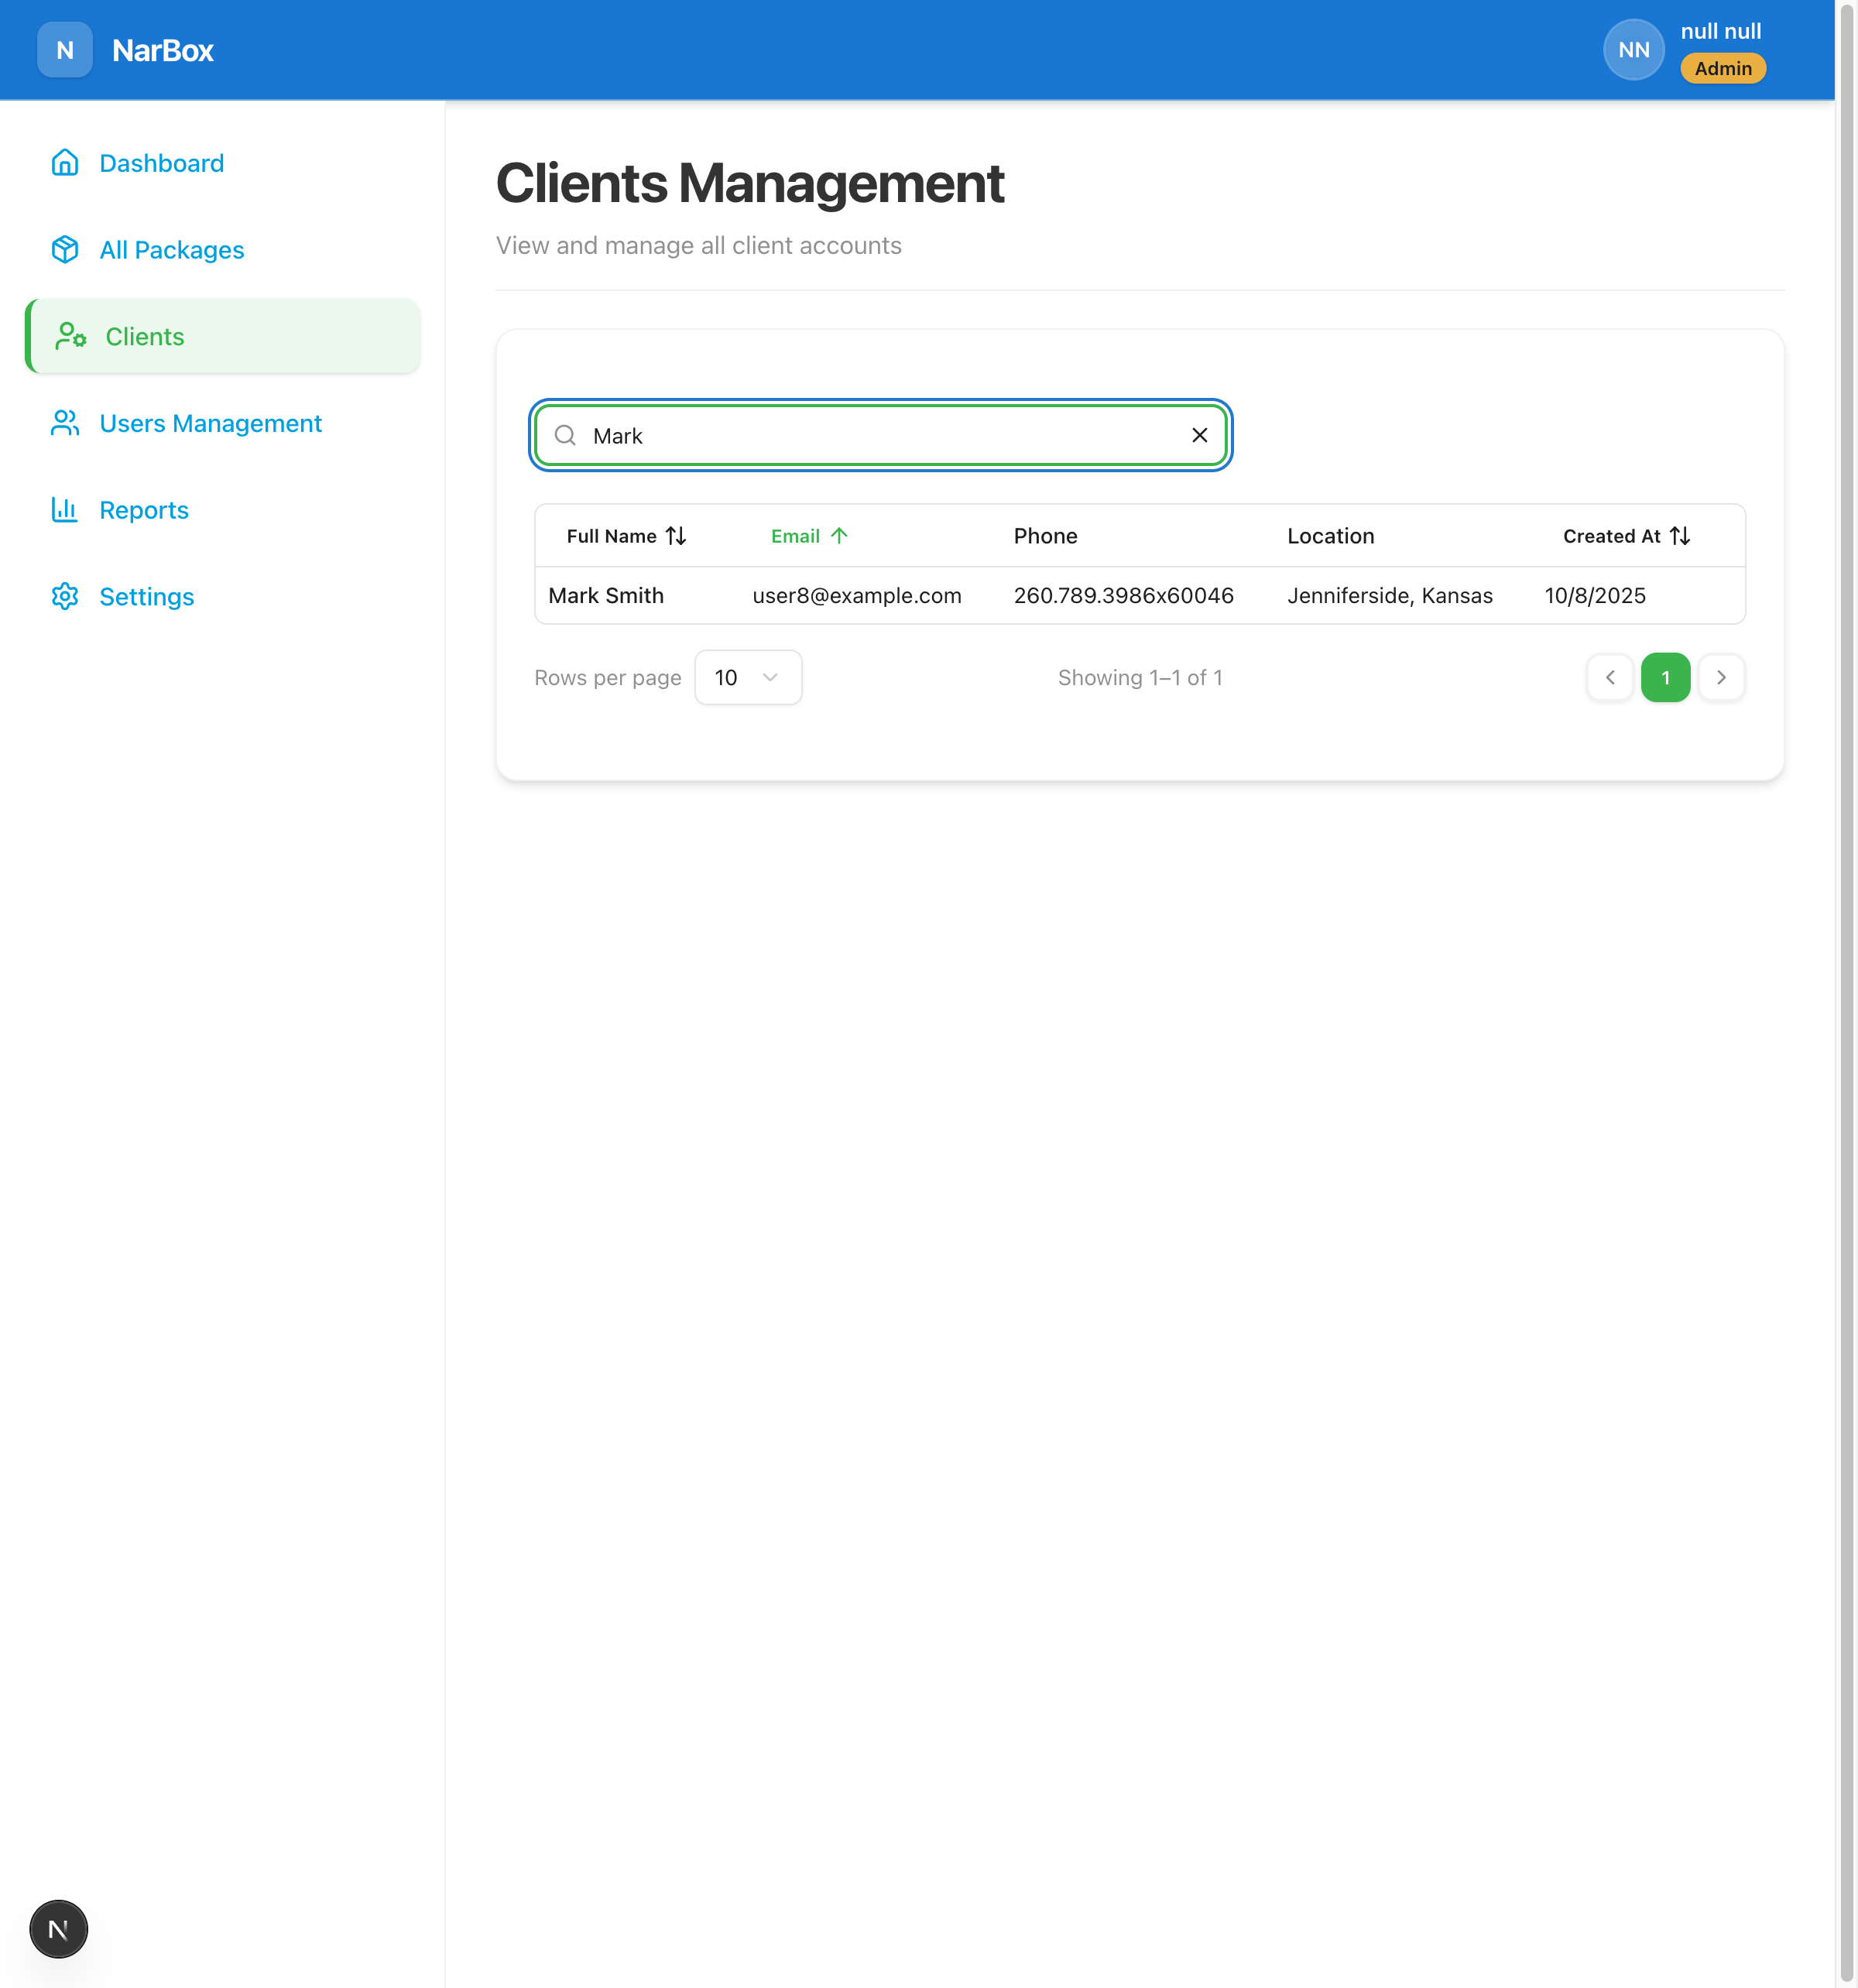 N NarBox
NN
null null
Admin
Dashboard
All Packages
Clients
Users Management
Reports
Settings
Clients Management
View and manage all client accounts
Mark
Full Name Email Phone Location Created At
Mark Smith user8@example.com 260.789.3986x60046 Jenniferside, Kansas 10/8/2025
Rows per page 10 Showing 1–1 of 1 1
N